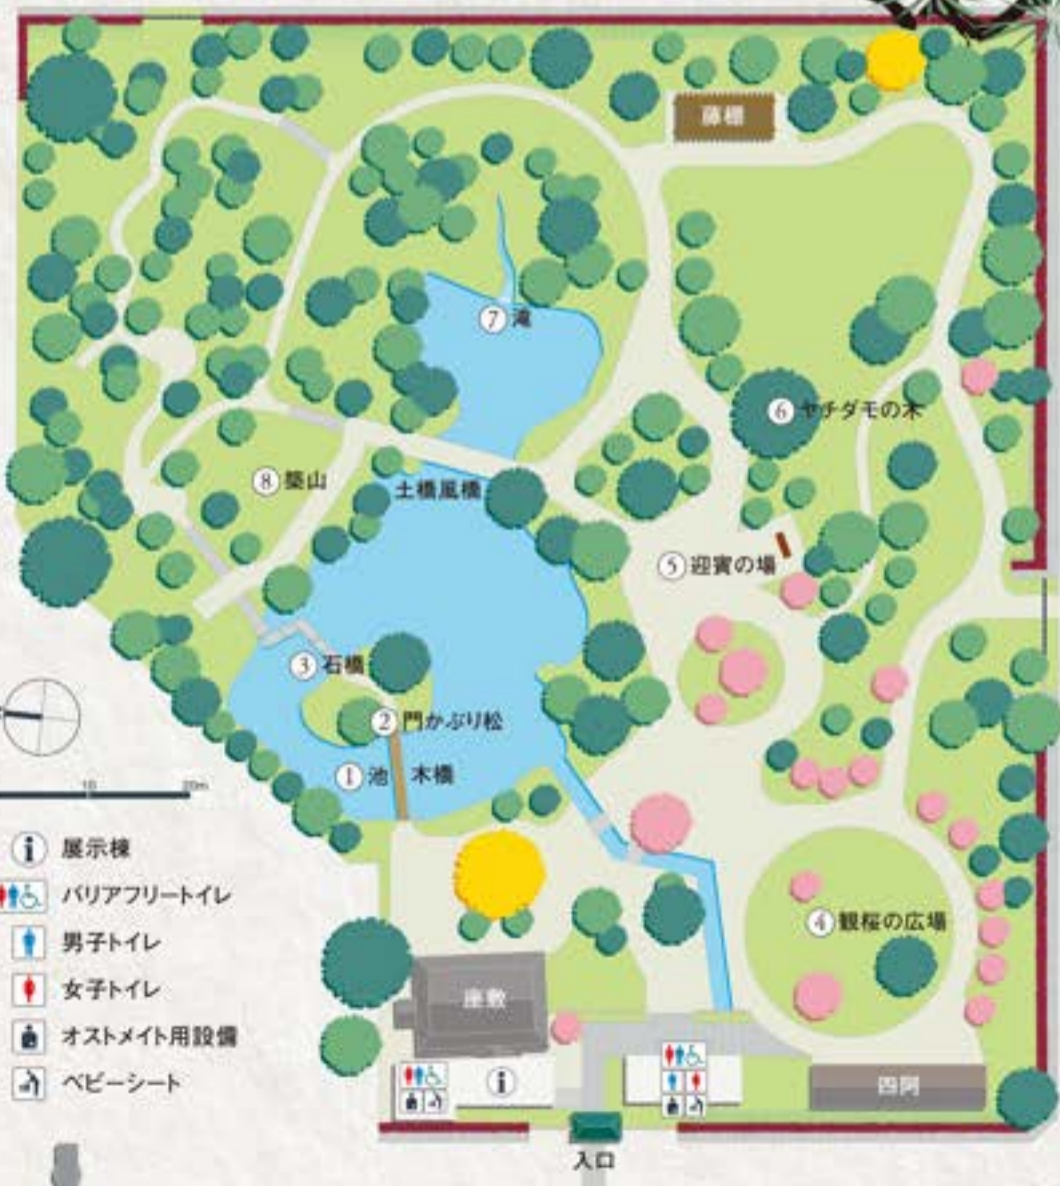 藤棚
⑦滝
⑥ヤチダモの木
⑧築山
土橋風橋
⑤迎賓の場
③石橋
②門かぶり松
①池
木橋
10
20m
i 展示棟
バリアフリートイレ
男子トイレ
女子トイレ
オストメイト用設備
ベビーシート
④観桜の広場
座敷
i
四阿
入口